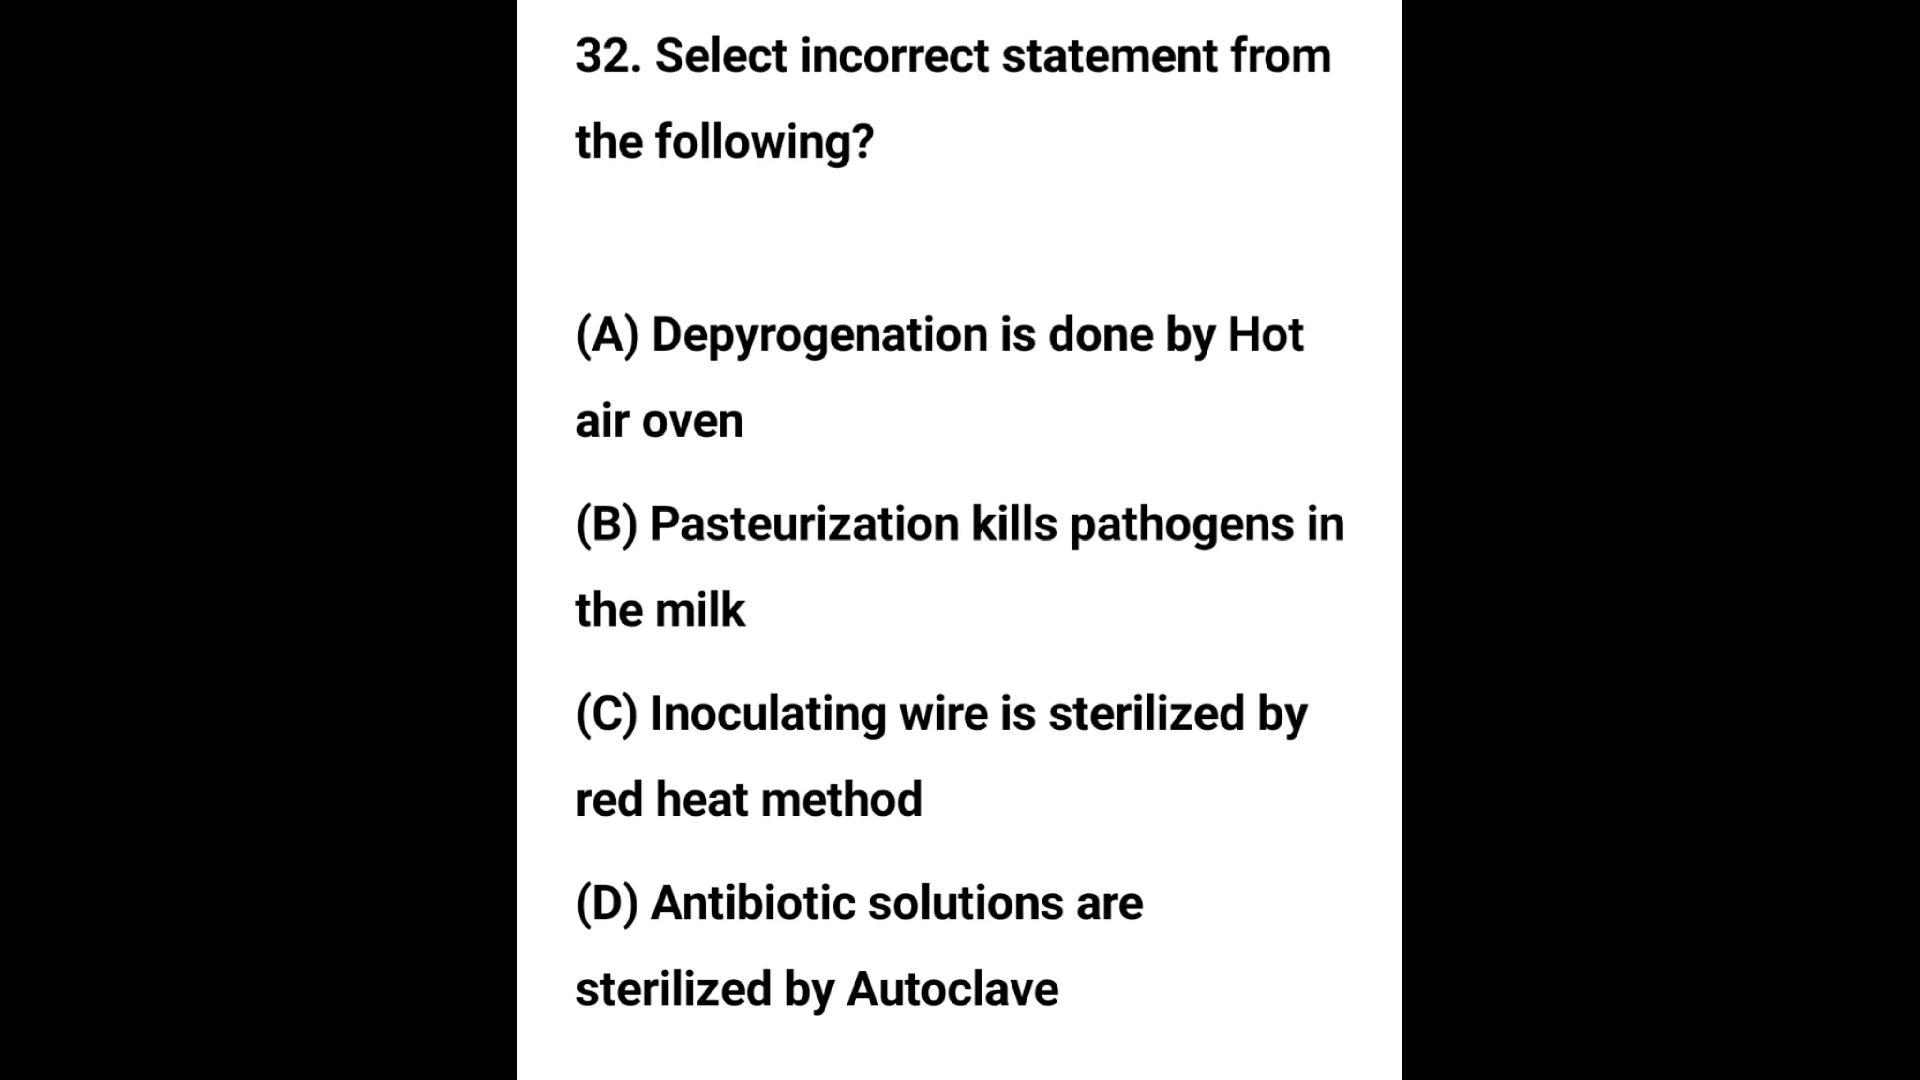 32. Select incorrect statement from
the following?
(A) Depyrogenation is done by Hot
air oven
(B) Pasteurization kills pathogens in
the milk
(C) Inoculating wire is sterilized by
red heat method
(D) Antibiotic solutions are
sterilized by Autoclave